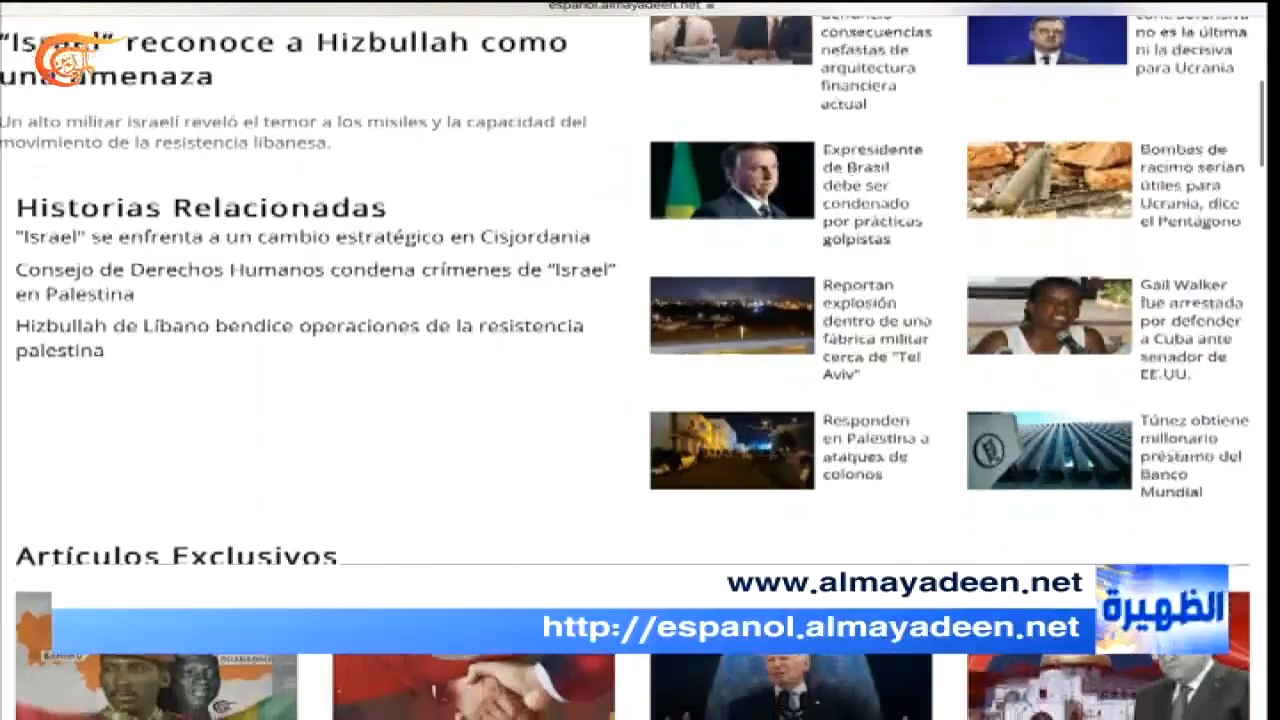 espanol.almayadeen.net
“Israel” reconoce a Hizbullah como
una amenaza
Un alto militar israelí reveló el temor a los misiles y la capacidad del
movimiento de la resistencia libanesa.
Historias Relacionadas
"Israel" se enfrenta a un cambio estratégico en Cisjordania
Consejo de Derechos Humanos condena crímenes de “Israel”
en Palestina
Hizbullah de Líbano bendice operaciones de la resistencia
palestina
consecuencias
nefastas de
arquitectura
financiera
actual
no es la última
ni la decisiva
para Ucrania
Expresidente
de Brasil
debe ser
condenado
por prácticas
golpistas
Bombas de
racimo serían
útiles para
Ucrania, dice
el Pentágono
Reportan
explosión
dentro de una
fábrica militar
cerca de "Tel
Aviv"
Gail Walker
fue arrestada
por defender
a Cuba ante
senador de
EE.UU.
Responden
en Palestina a
ataques de
colonos
Túnez obtiene
millonario
préstamo del
Banco
Mundial
Artículos Exclusivos
www.almayadeen.net
http://espanol.almayadeen.net
الظهيرة